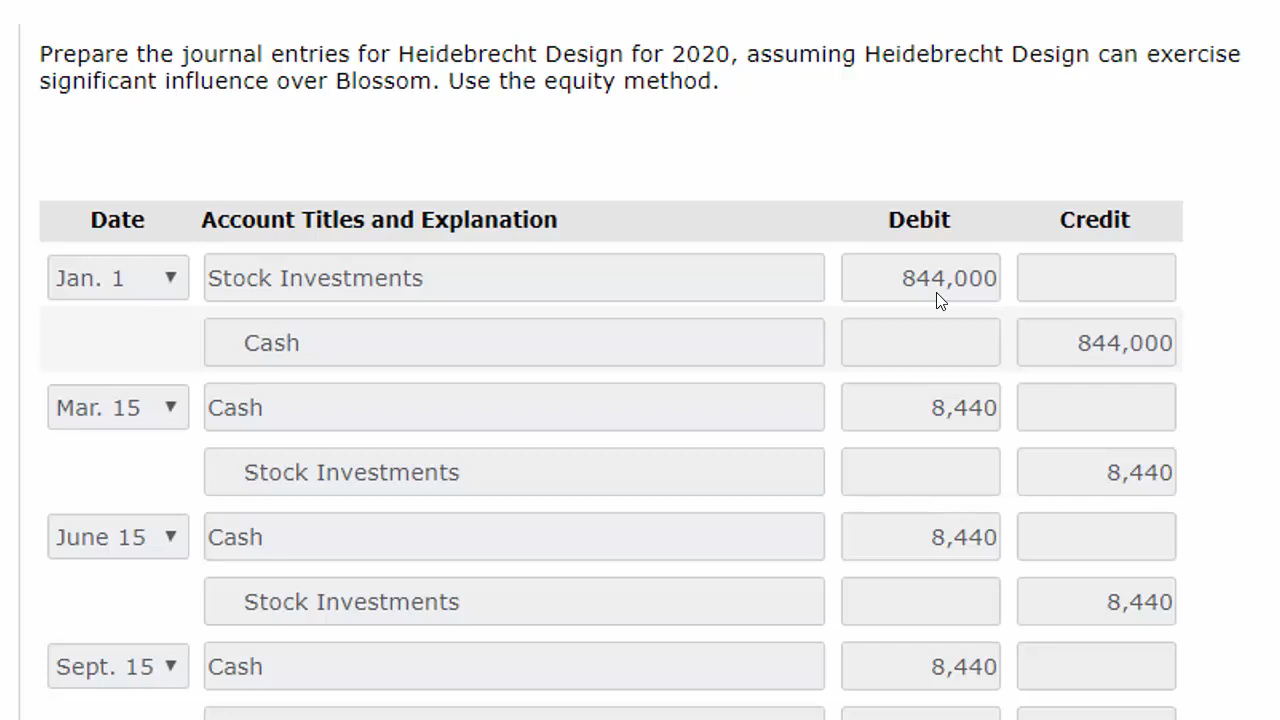 Prepare the journal entries for Heidebrecht Design for 2020, assuming Heidebrecht Design can exercise
significant influence over Blossom. Use the equity method.
Date Account Titles and Explanation Debit Credit
Jan. 1 Stock Investments 844,000
Cash 844,000
Mar. 15 Cash 8,440
Stock Investments 8,440
June 15 Cash 8,440
Stock Investments 8,440
Sept. 15 Cash 8,440